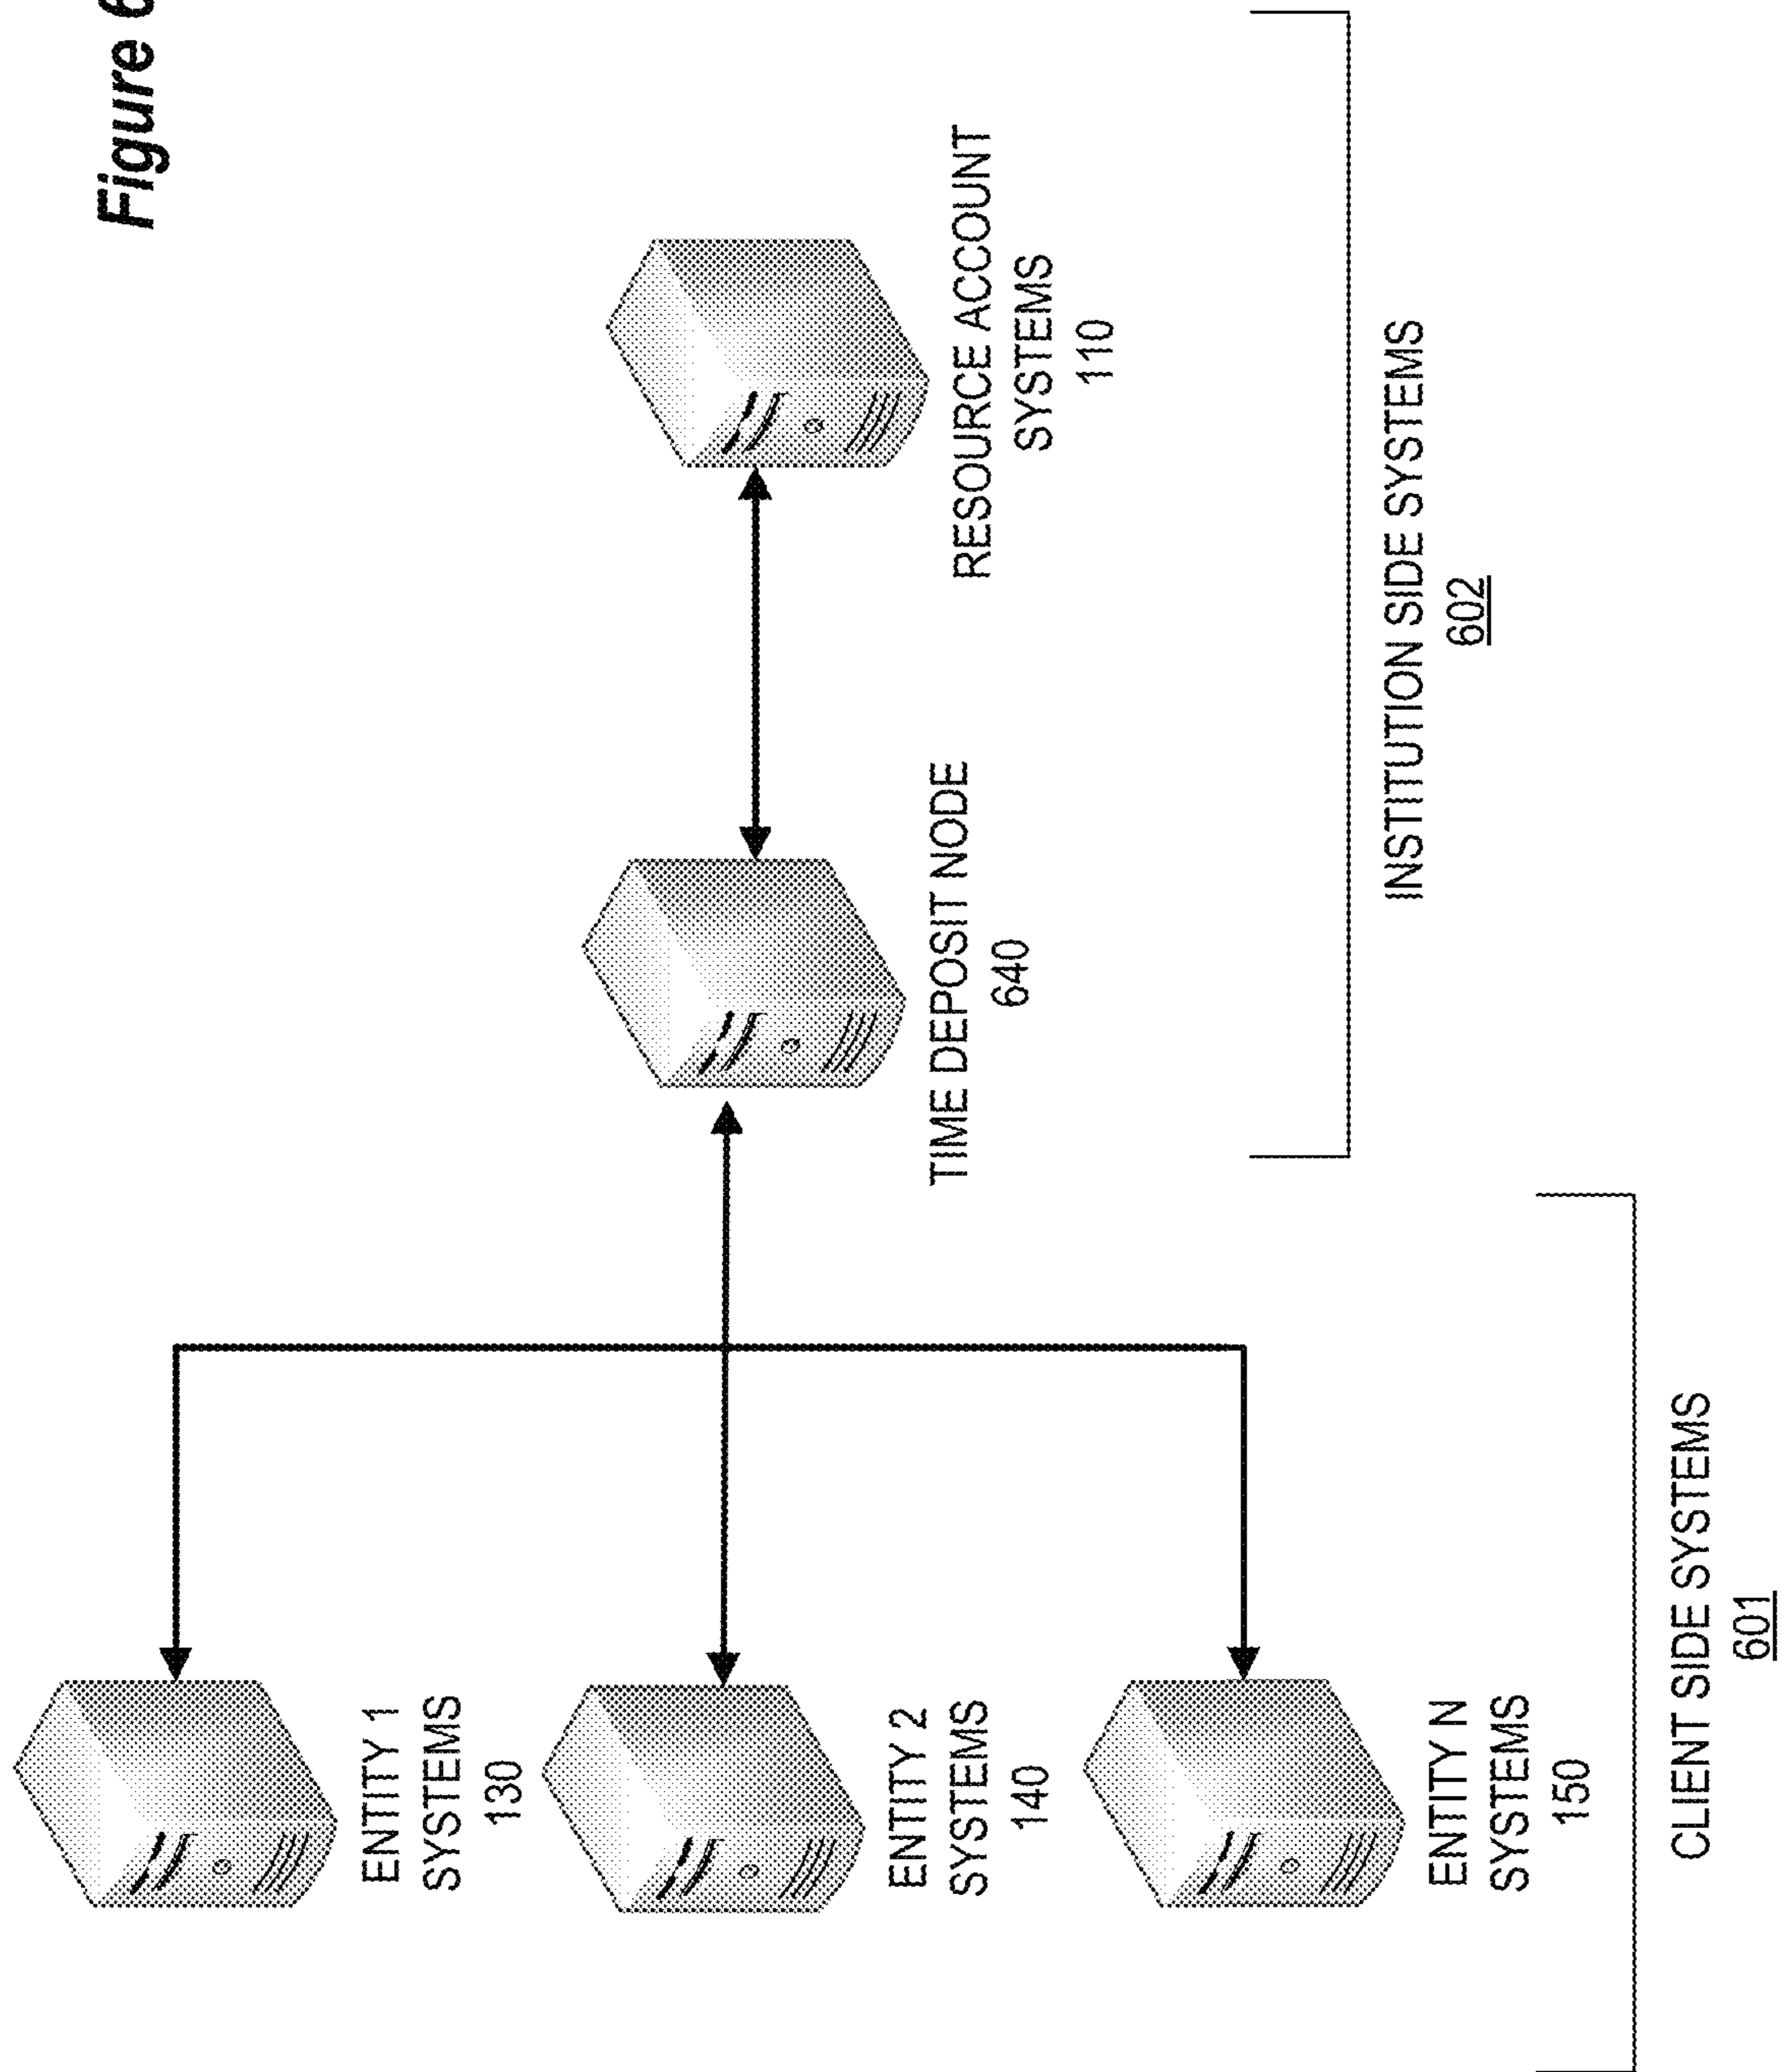 Figure 6
ENTITY 1
SYSTEMS
130
ENTITY 2
SYSTEMS
140
ENTITY N
SYSTEMS
150
TIME DEPOSIT NODE
640
RESOURCE ACCOUNT
SYSTEMS
110
CLIENT SIDE SYSTEMS
601
INSTITUTION SIDE SYSTEMS
602